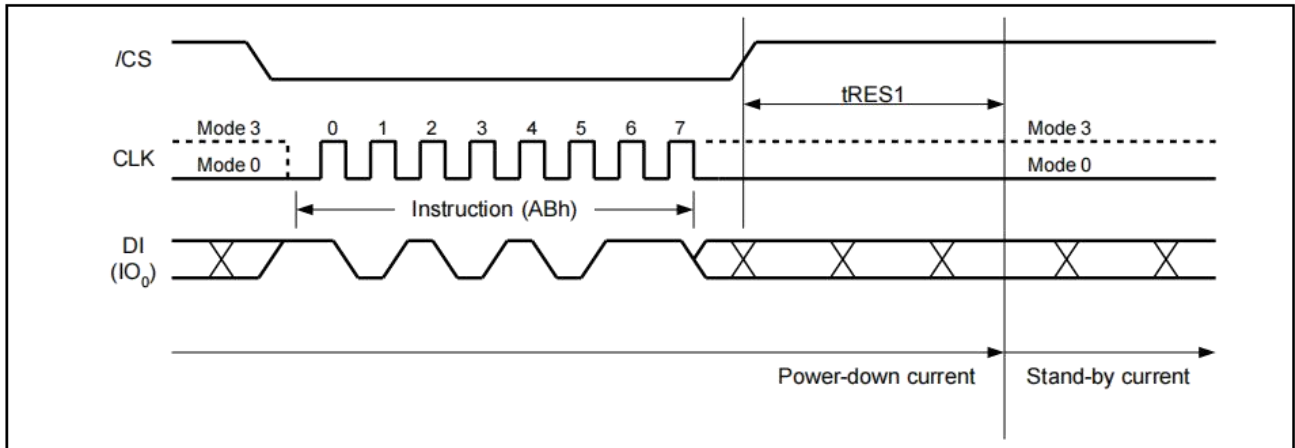 /CS
tRES1
Mode 3
0 1 2 3 4 5 6 7
Mode 3
CLK
Mode 0
Mode 0
Instruction (ABh)
DI
(IO₀)
Power-down current
Stand-by current